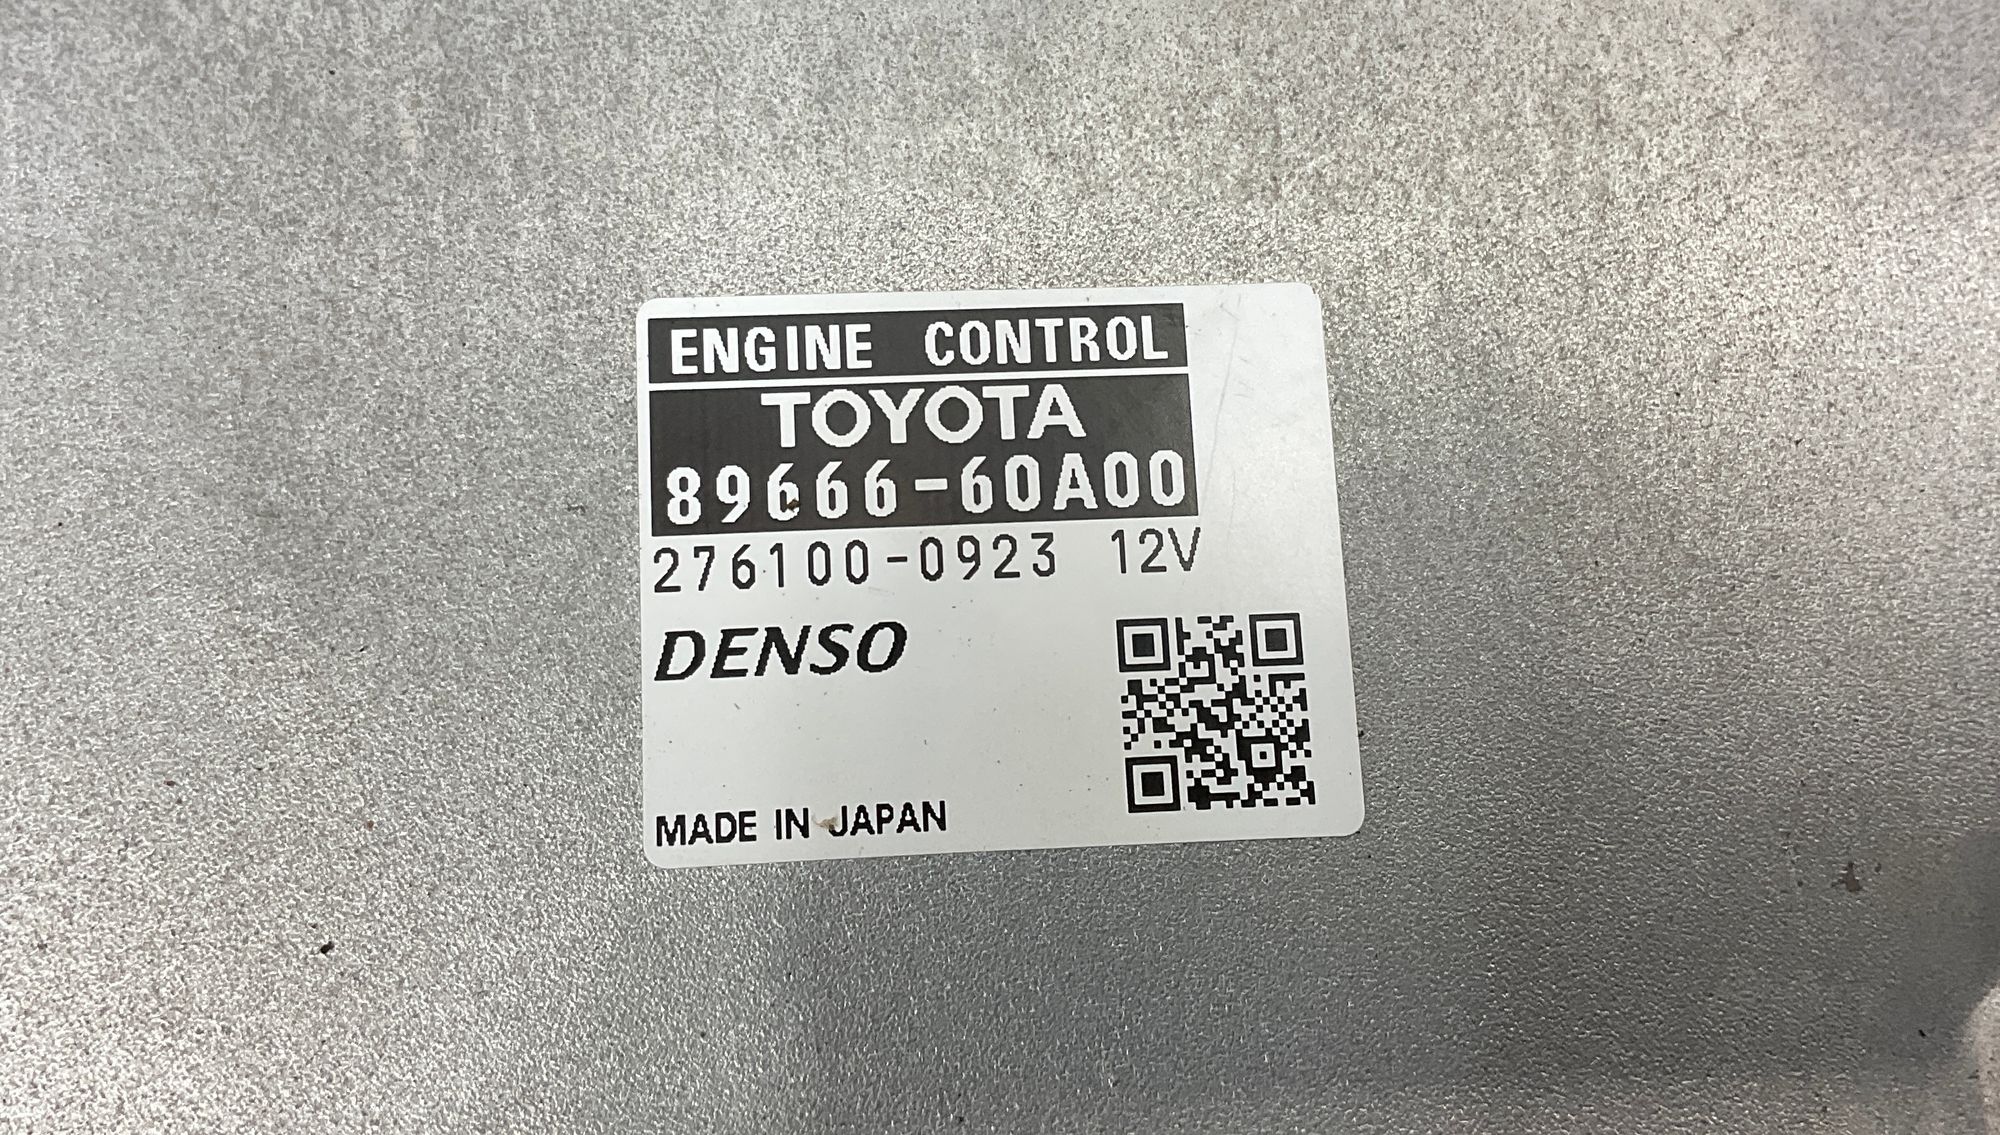 ENGINE CONTROL
TOYOTA
89666-60A00
276100-0923 12V
DENSO
MADE IN JAPAN